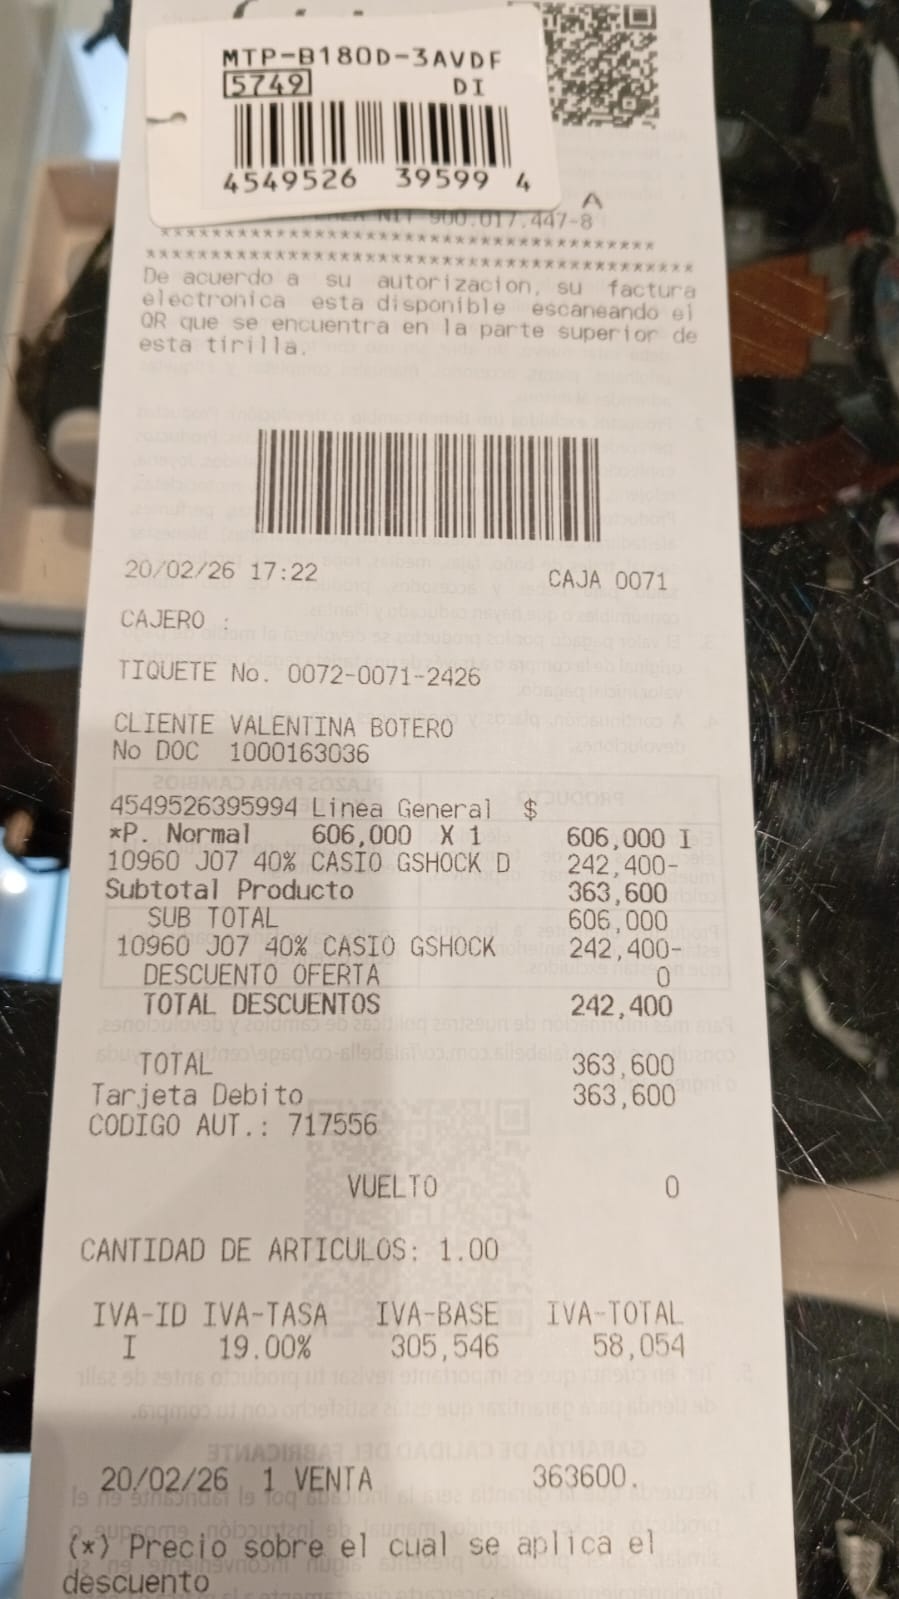 MTP-B180D-3AVDF
5749 DI
4549526 39599 4
A
NIT 900.017.447-8
******************************************
******************************************
De acuerdo a su autorizacion, su factura
electronica esta disponible escaneando el
QR que se encuentra en la parte superior de
esta tirilla.
20/02/26 17:22 CAJA 0071
CAJERO :
TIQUETE No. 0072-0071-2426
CLIENTE VALENTINA BOTERO
No DOC 1000163036
4549526395994 Linea General $
*P. Normal 606,000 X 1 606,000 I
10960 J07 40% CASIO GSHOCK D 242,400-
Subtotal Producto 363,600
SUB TOTAL 606,000
10960 J07 40% CASIO GSHOCK 242,400-
DESCUENTO OFERTA 0
TOTAL DESCUENTOS 242,400
TOTAL 363,600
Tarjeta Debito 363,600
CODIGO AUT.: 717556
VUELTO 0
CANTIDAD DE ARTICULOS: 1.00
IVA-ID IVA-TASA IVA-BASE IVA-TOTAL
I 19.00% 305,546 58,054
20/02/26 1 VENTA 363600.
(*) Precio sobre el cual se aplica el
descuento